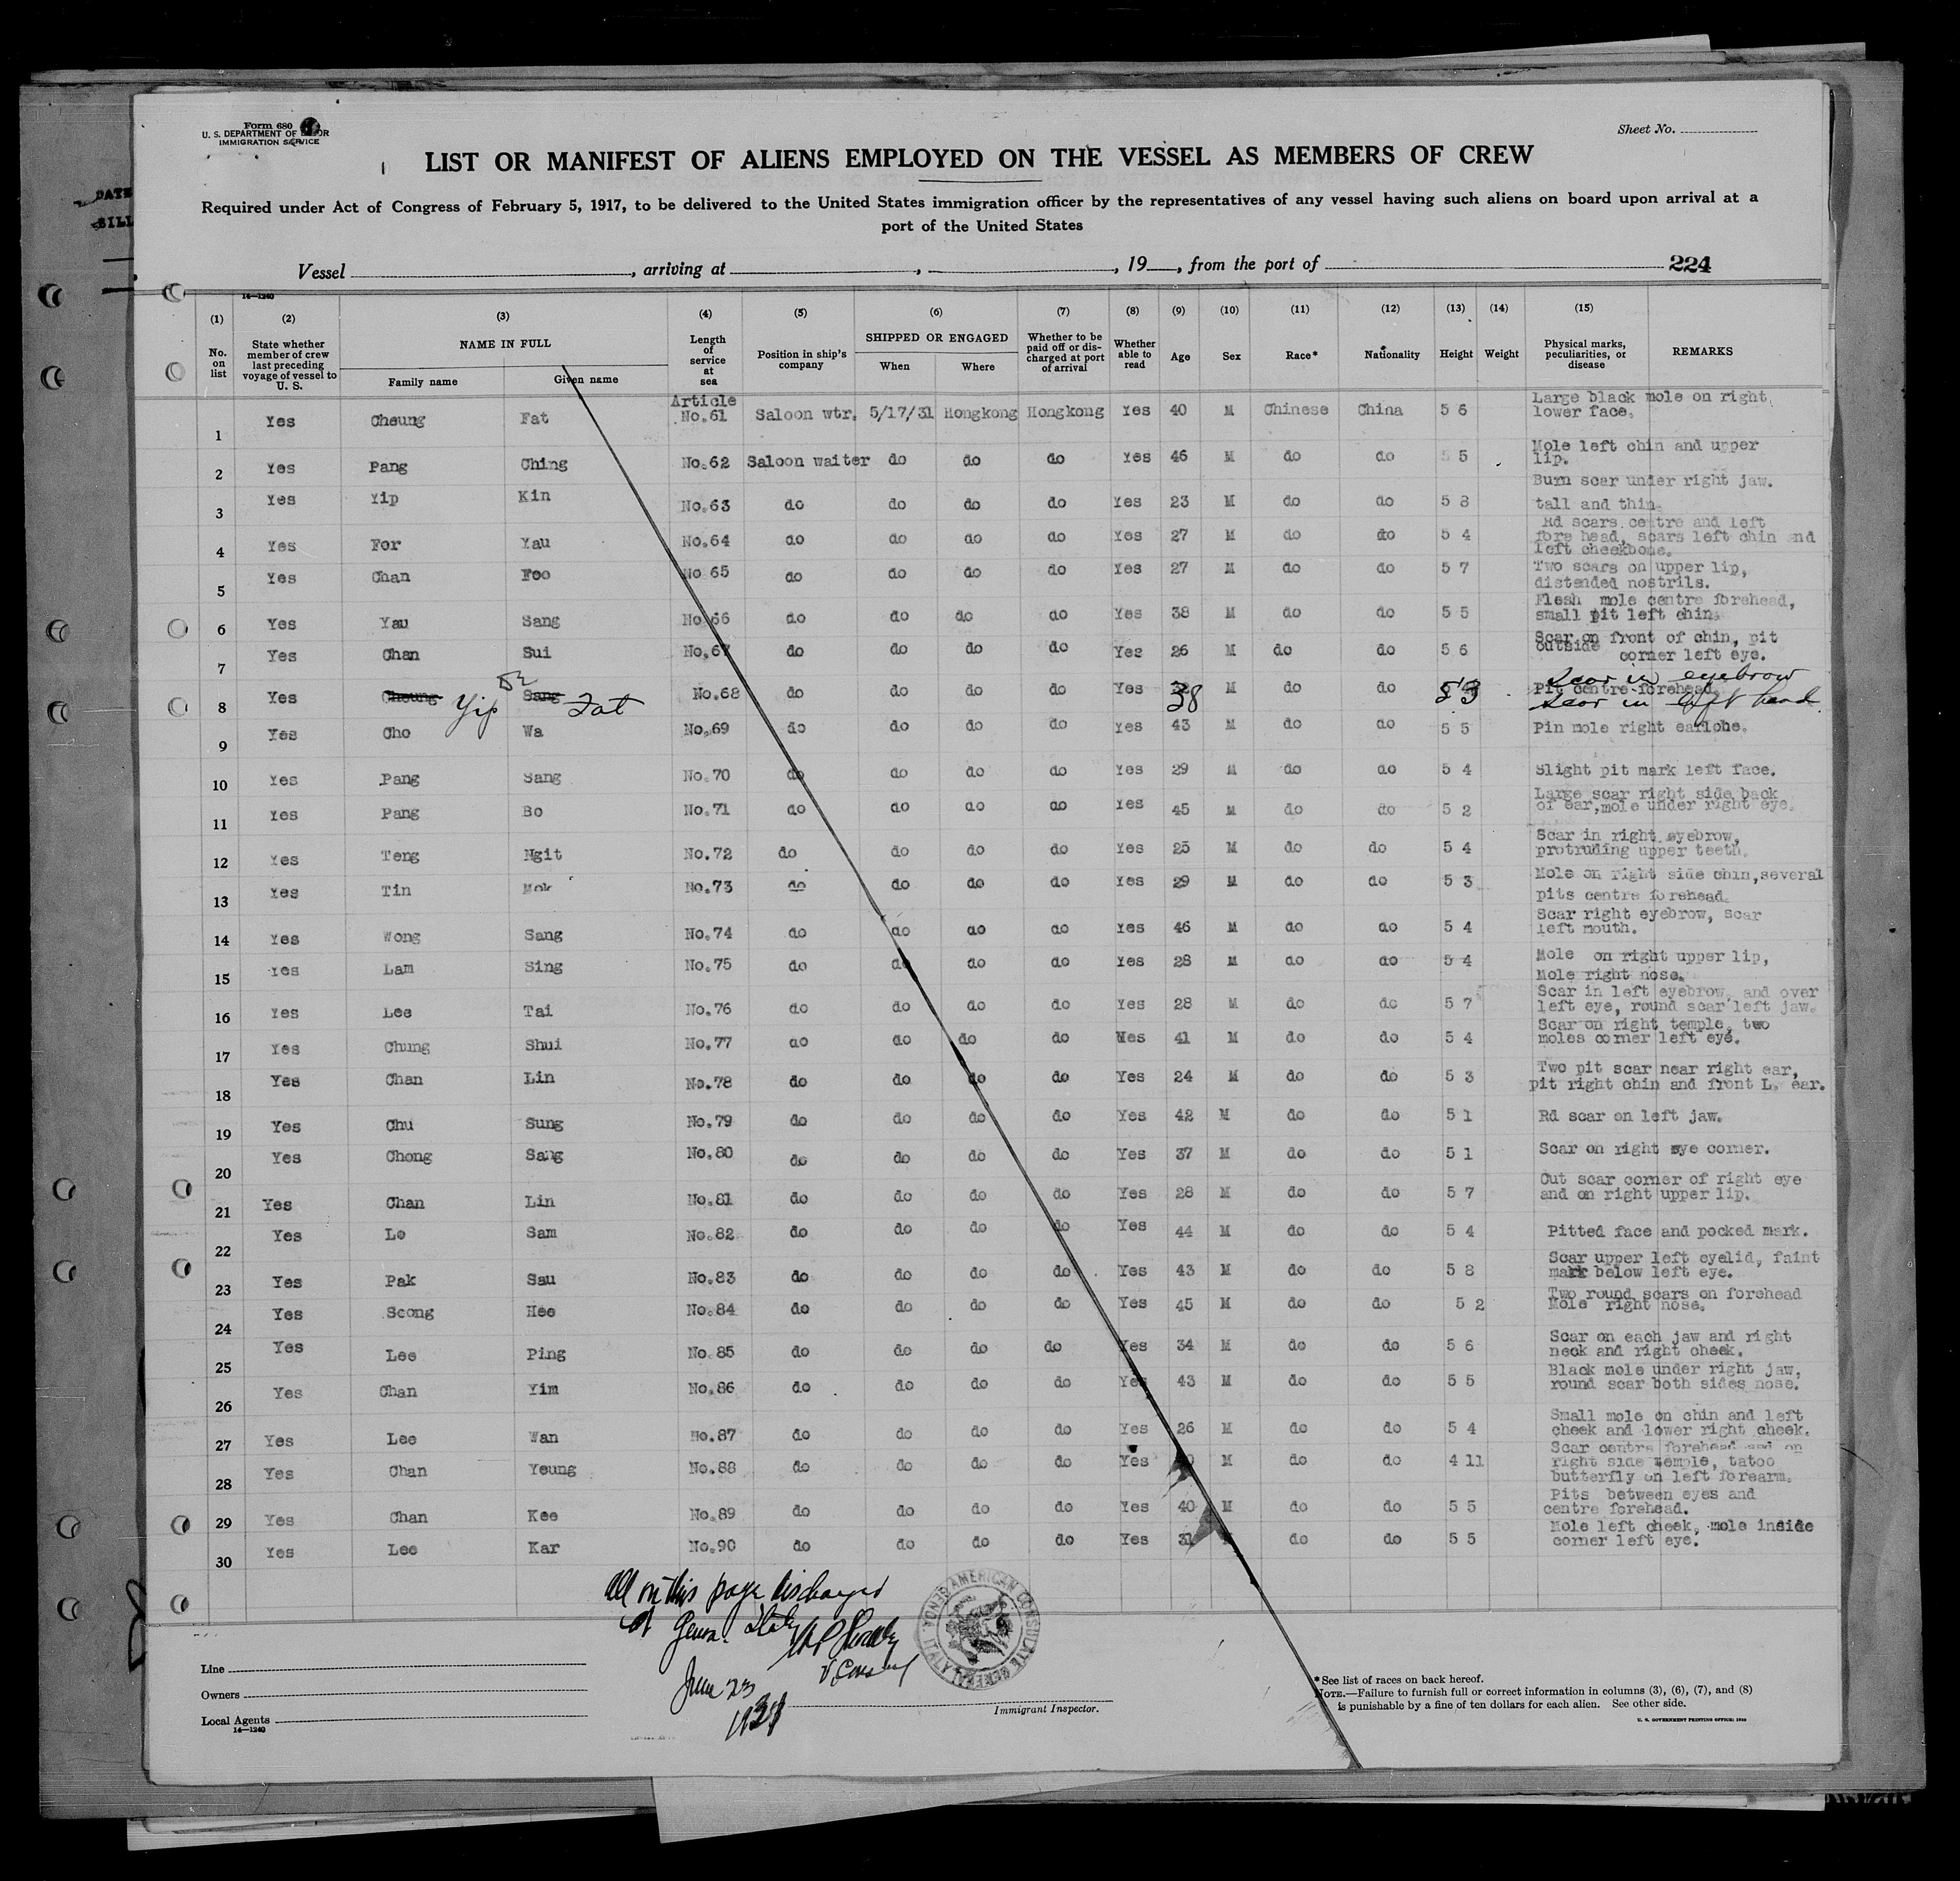 Form 680
U. S. DEPARTMENT OF LABOR
IMMIGRATION SERVICE
Sheet No.
LIST OR MANIFEST OF ALIENS EMPLOYED ON THE VESSEL AS MEMBERS OF CREW
Required under Act of Congress of February 5, 1917, to be delivered to the United States immigration officer by the representatives of any vessel having such aliens on board upon arrival at a
port of the United States
DATE
BILL
Vessel , arriving at , , 19 , from the port of 224
14—1240
(1) (2) (3) (4) (5) (6) (7) (8) (9) (10) (11) (12) (13) (14) (15)
No. on list State whether member of crew last preceding voyage of vessel to U. S. NAME IN FULL Family name Given name Length of service at sea Position in ship's company SHIPPED OR ENGAGED When Where Whether to be paid off or discharged at port of arrival Whether able to read Age Sex Race* Nationality Height Weight Physical marks, peculiarities, or disease REMARKS
Article
1 Yes Cheung Fat No.61 Saloon wtr. 5/17/31 Hongkong Hongkong Yes 40 M Chinese China 5 6 Large black mole on right lower face.
2 Yes Pang Ching No.62 Saloon waiter do do do Yes 46 M do do 5 5 Mole left chin and upper lip.
3 Yes Yip Kin No.63 do do do do Yes 23 M do do 5 8 Burn scar under right jaw. tall and thin.
4 Yes For Yau No.64 do do do do Yes 27 M do do 5 4 Rd scars centre and left fore head, scars left chin and left cheekbone.
5 Yes Chan Foo No 65 do do do do Yes 27 M do do 5 7 Two scars on upper lip, distended nostrils.
6 Yes Yau Sang No.66 do do do do Yes 38 M do do 5 5 Flesh mole centre forehead, small pit left chin.
7 Yes Chan Sui No.67 do do do do Yes 26 M do do 5 6 Scar on front of chin, pit outside corner left eye.
8 Yes Cheung Yip Sang Fat No.68 do do do do Yes 38 M do do 5 3 Pit centre forehead. Scar in eyebrow Scar in left hand
9 Yes Cho Wa No.69 do do do do Yes 43 M do do 5 5 Pin mole right earlobe.
10 Yes Pang Sang No.70 do do do do Yes 29 M do do 5 4 Slight pit mark left face.
11 Yes Pang Bo No.71 do do do do Yes 45 M do do 5 2 Large scar right side back of ear,mole under right eye.
12 Yes Teng Ngit No.72 do do do do Yes 25 M do do 5 4 Scar in right eyebrow, protruding upper teeth.
13 Yes Tin Mok No.73 do do do do Yes 29 M do do 5 3 Mole on right side chin,several pits centre forehead.
14 Yes Wong Sang No.74 do do do do Yes 46 M do do 5 4 Scar right eyebrow, scar left mouth.
15 Yes Lam Sing No.75 do do do do Yes 28 M do do 5 4 Mole on right upper lip, Mole right nose.
16 Yes Lee Tai No.76 do do do do Yes 28 M do do 5 7 Scar in left eyebrow, and over left eye, round scar left jaw.
17 Yes Chung Shui No.77 do do do do Yes 41 M do do 5 4 Scar on right temple, two moles corner left eye.
18 Yes Chan Lin No.78 do do do do Yes 24 M do do 5 3 Two pit scar near right ear, pit right chin and front L. ear.
19 Yes Chu Sung No.79 do do do do Yes 42 M do do 5 1 Rd scar on left jaw.
20 Yes Chong Sang No.80 do do do do Yes 37 M do do 5 1 Scar on right eye corner.
21 Yes Chan Lin No.81 do do do do Yes 28 M do do 5 7 Cut scar corner of right eye and on right upper lip.
22 Yes Lo Sam No.82 do do do do Yes 44 M do do 5 4 Pitted face and pocked mark.
23 Yes Pak Sau No.83 do do do do Yes 43 M do do 5 8 Scar upper left eyelid, faint mark below left eye.
24 Yes Seong Hee No.84 do do do do Yes 45 M do do 5 2 Two round scars on forehead Mole right nose.
25 Yes Lee Ping No.85 do do do do Yes 34 M do do 5 6 Scar on each jaw and right neck and right cheek.
26 Yes Chan Yim No.86 do do do do Yes 43 M do do 5 5 Black mole under right jaw, round scar both sides nose.
27 Yes Lee Wan No.87 do do do do Yes 26 M do do 5 4 Small mole on chin and left cheek and lower right cheek.
28 Yes Chan Yeung No.88 do do do do Yes M do do 4 11 Scar centre forehead and on right side temple, tatoo butterfly on left forearm.
29 Yes Chan Kee No.89 do do do do Yes 40 M do do 5 5 Pits between eyes and centre forehead.
30 Yes Lee Kar No.90 do do do do Yes 31 M do do 5 5 Mole left cheek, mole inside corner left eye.
All on this page discharged
at Genoa Italy
V. Consul
June 23
1931
AMERICAN CONSULATE GENERAL GENOA, ITALY
Line
Owners
Local Agents
14—1240
Immigrant Inspector.
*See list of races on back hereof.
NOTE.—Failure to furnish full or correct information in columns (3), (6), (7), and (8)
is punishable by a fine of ten dollars for each alien. See other side.
U. S. GOVERNMENT PRINTING OFFICE: 1930